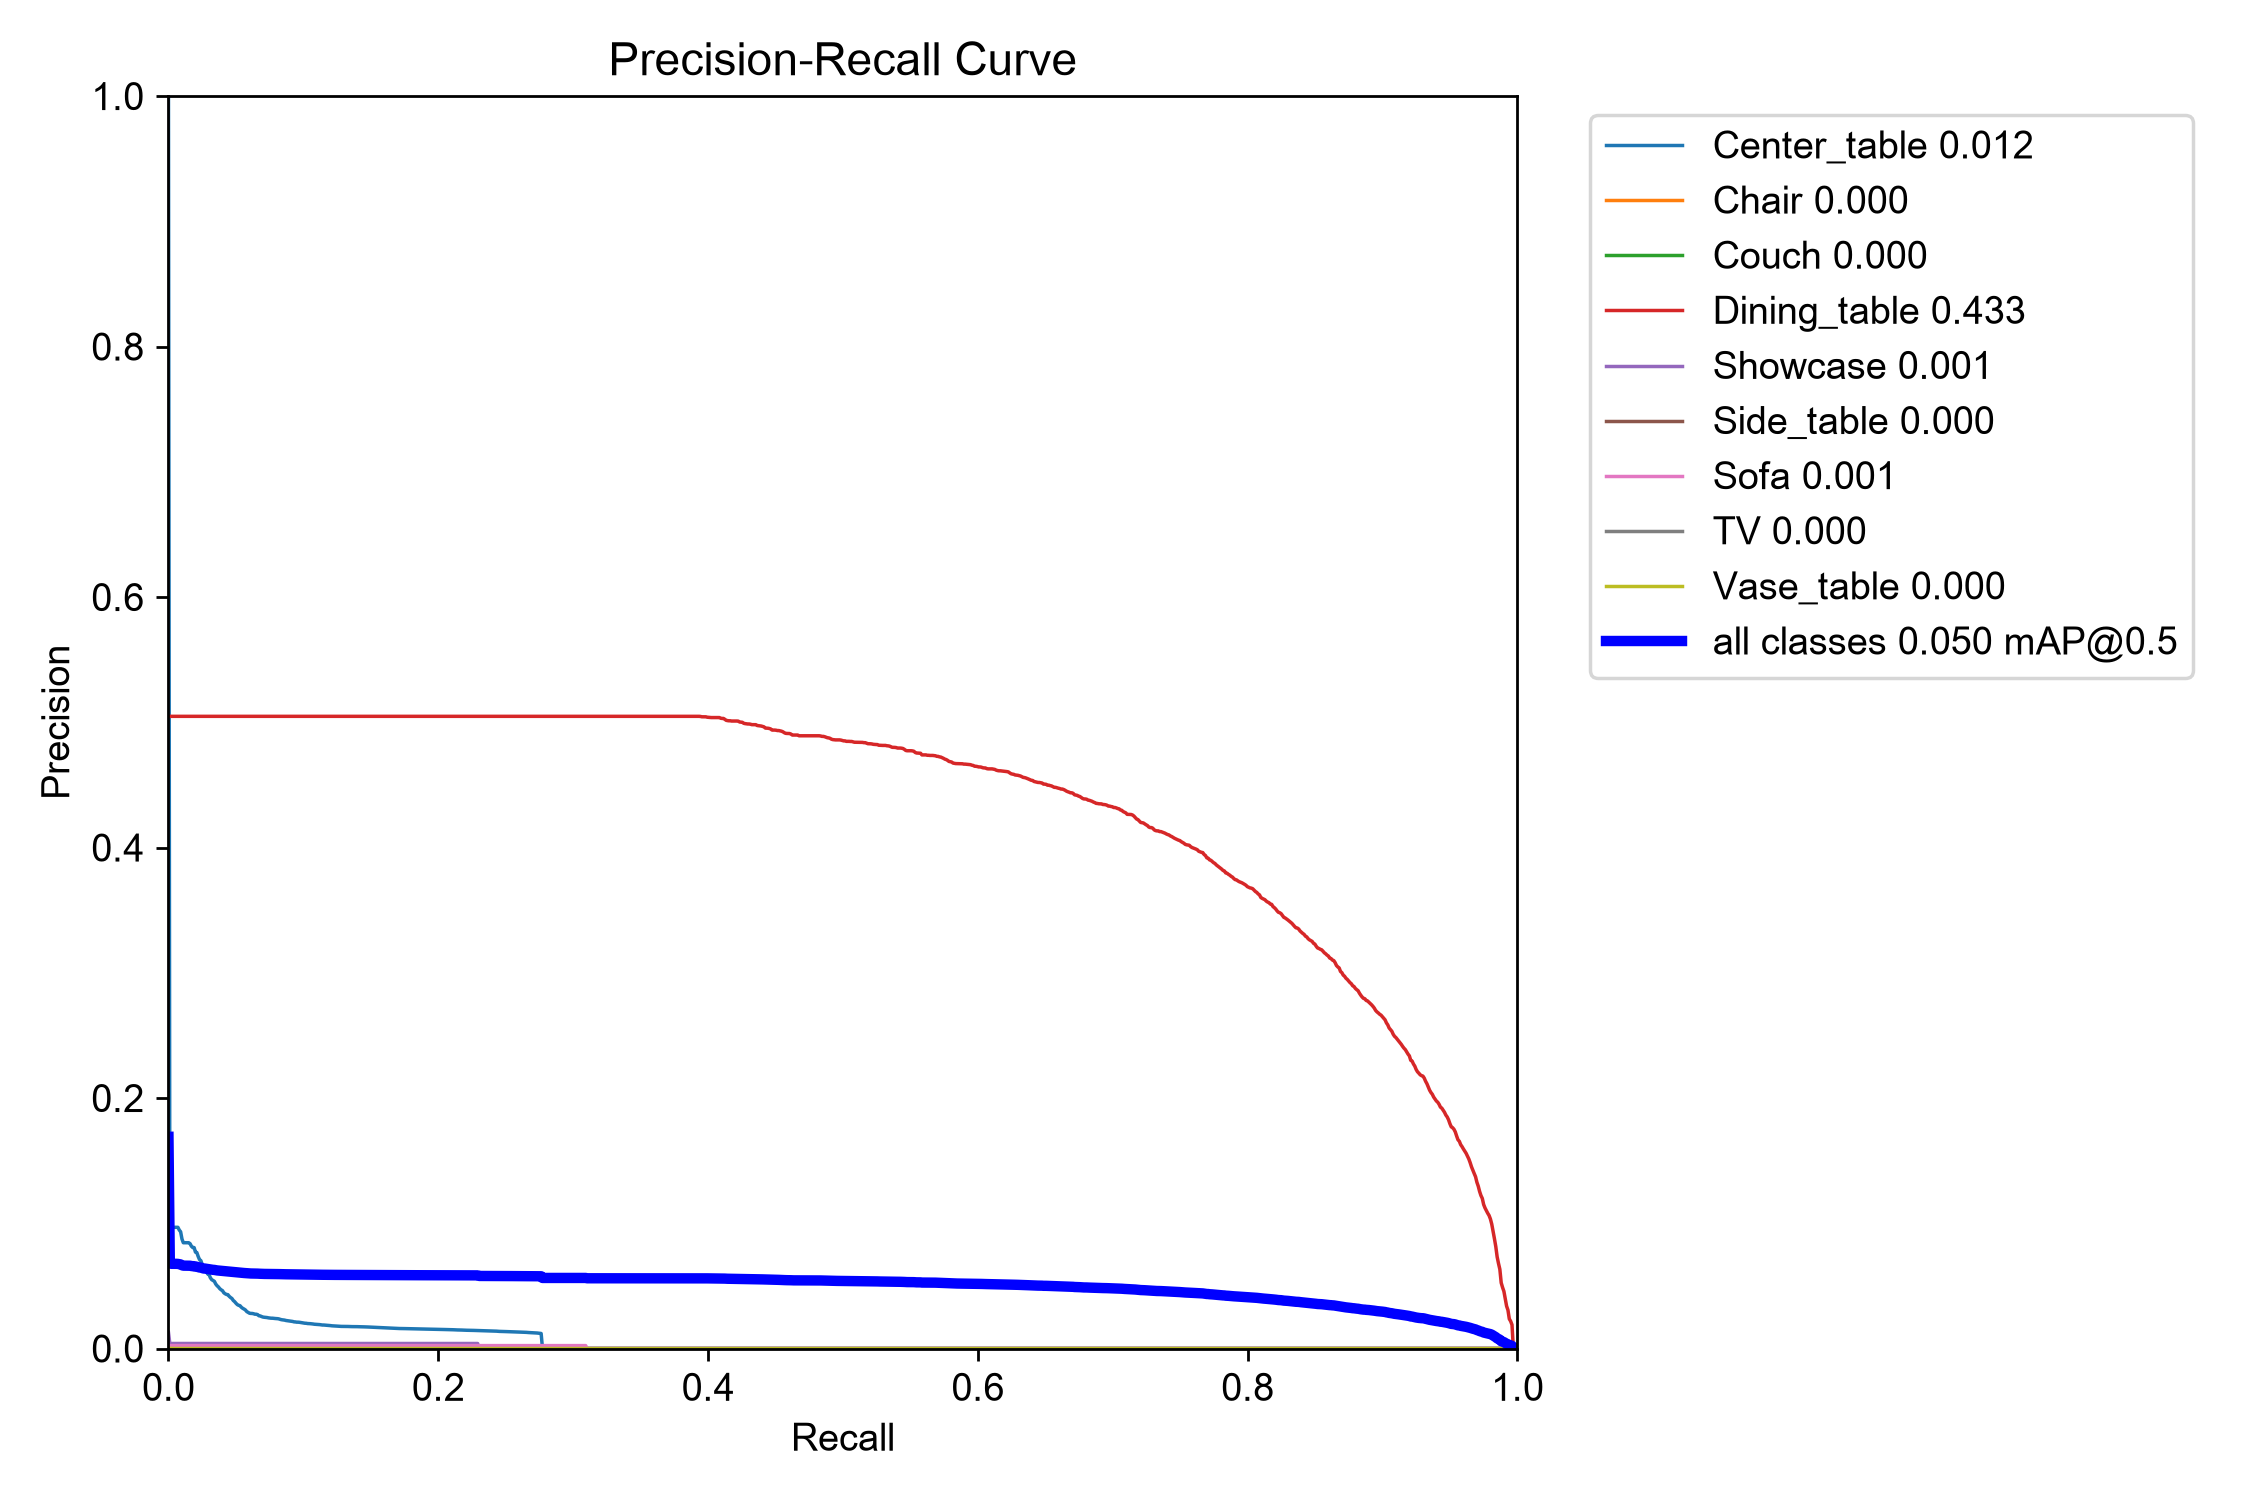 Precision-Recall Curve
1.0
0.8
0.6
0.4
0.2
0.0
Precision
0.0 0.2 0.4 0.6 0.8 1.0
Recall
Center_table 0.012
Chair 0.000
Couch 0.000
Dining_table 0.433
Showcase 0.001
Side_table 0.000
Sofa 0.001
TV 0.000
Vase_table 0.000
all classes 0.050 mAP@0.5